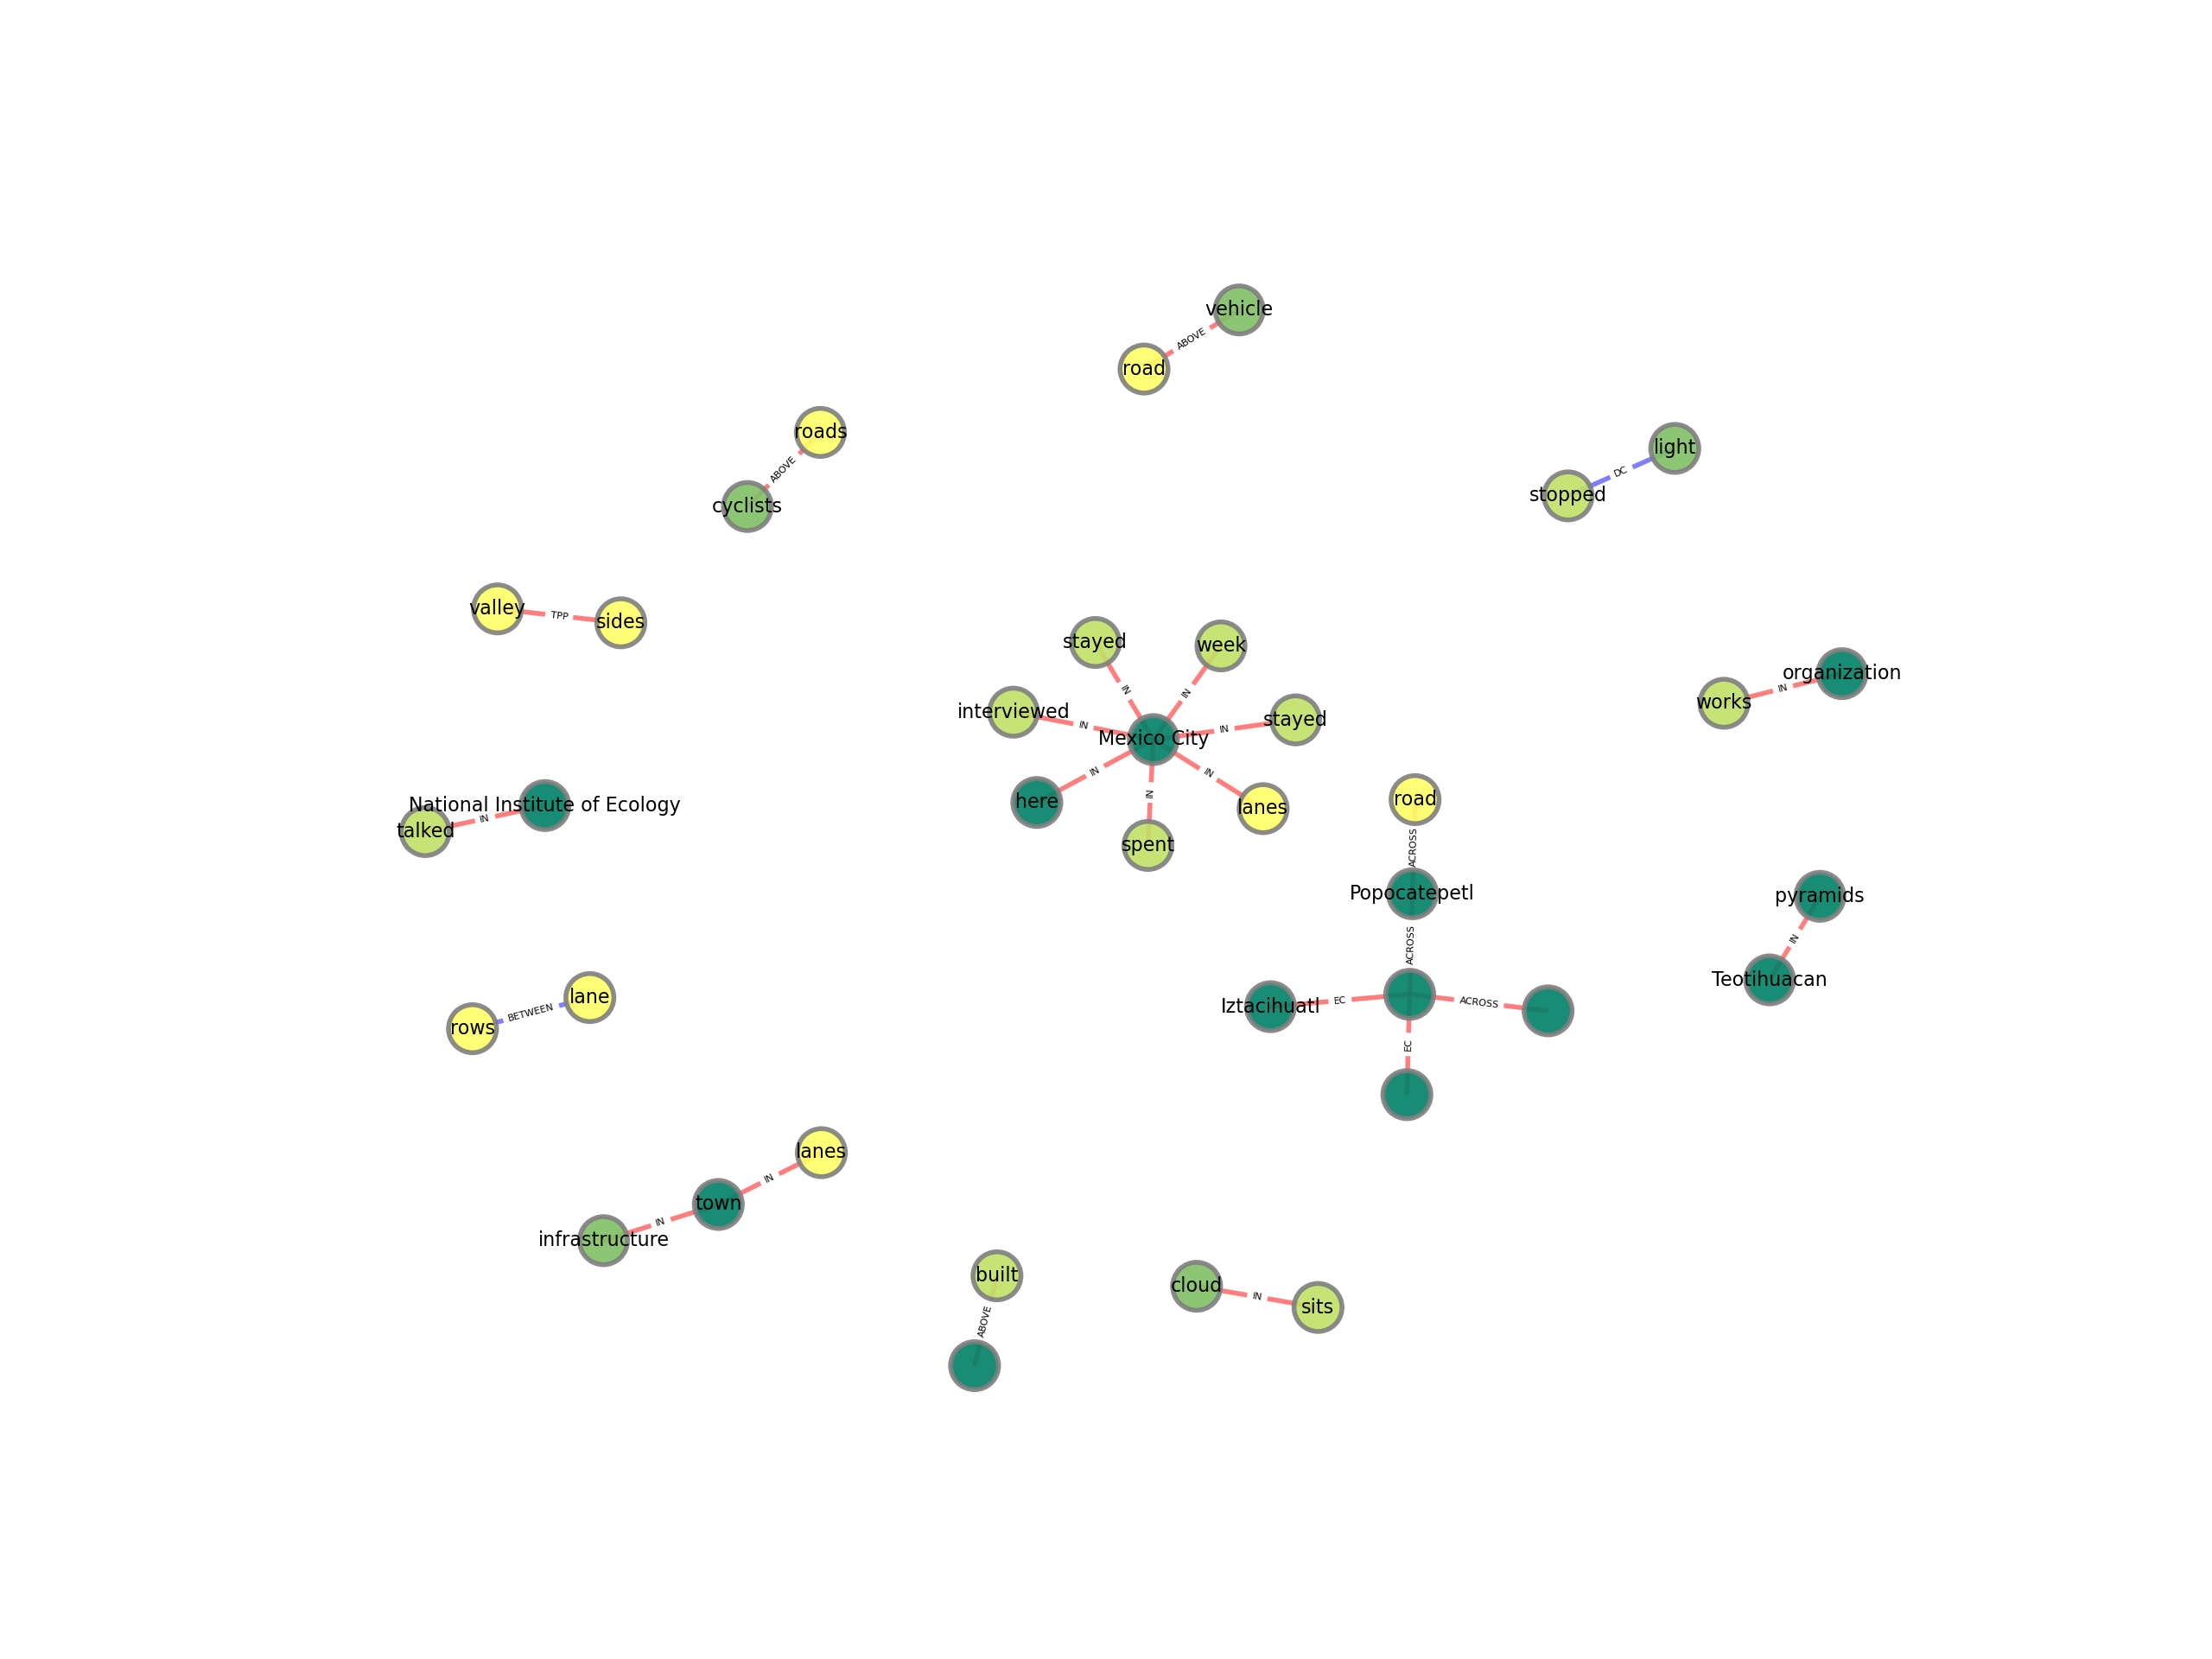 vehicle
ABOVE
road
roads
ABOVE
cyclists
light
DC
stopped
valley
TPP
sides
stayed
week
IN
IN
interviewed
IN
stayed
IN
Mexico City
IN
IN
here
IN
lanes
spent
organization
IN
works
National Institute of Ecology
IN
talked
road
ACROSS
Popocatepetl
ACROSS
Iztacihuatl
EC
ACROSS
EC
pyramids
IN
Teotihuacan
lane
BETWEEN
rows
lanes
IN
town
IN
infrastructure
built
ABOVE
cloud
IN
sits